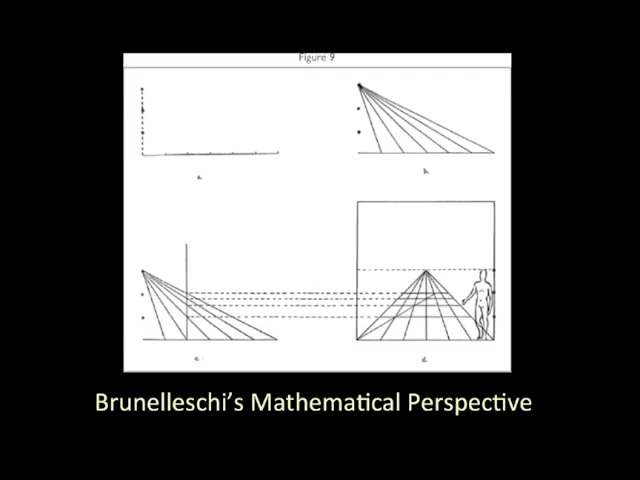 Figure 9
a.
b.
c.
d.
Brunelleschi’s Mathematical Perspective